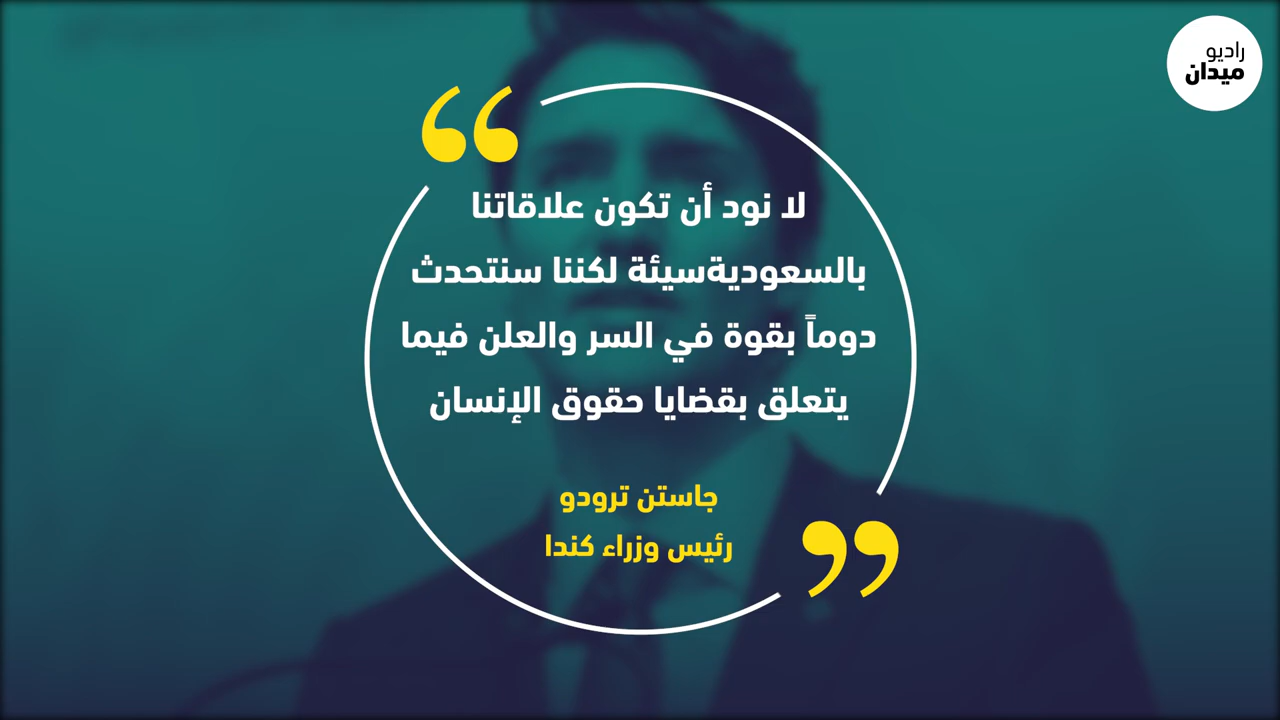 راديو
ميدان
لا نود أن تكون علاقاتنا
بالسعوديةسيئة لكننا سنتحدث
دوماً بقوة في السر والعلن فيما
يتعلق بقضايا حقوق الإنسان
جاستن ترودو
رئيس وزراء كندا